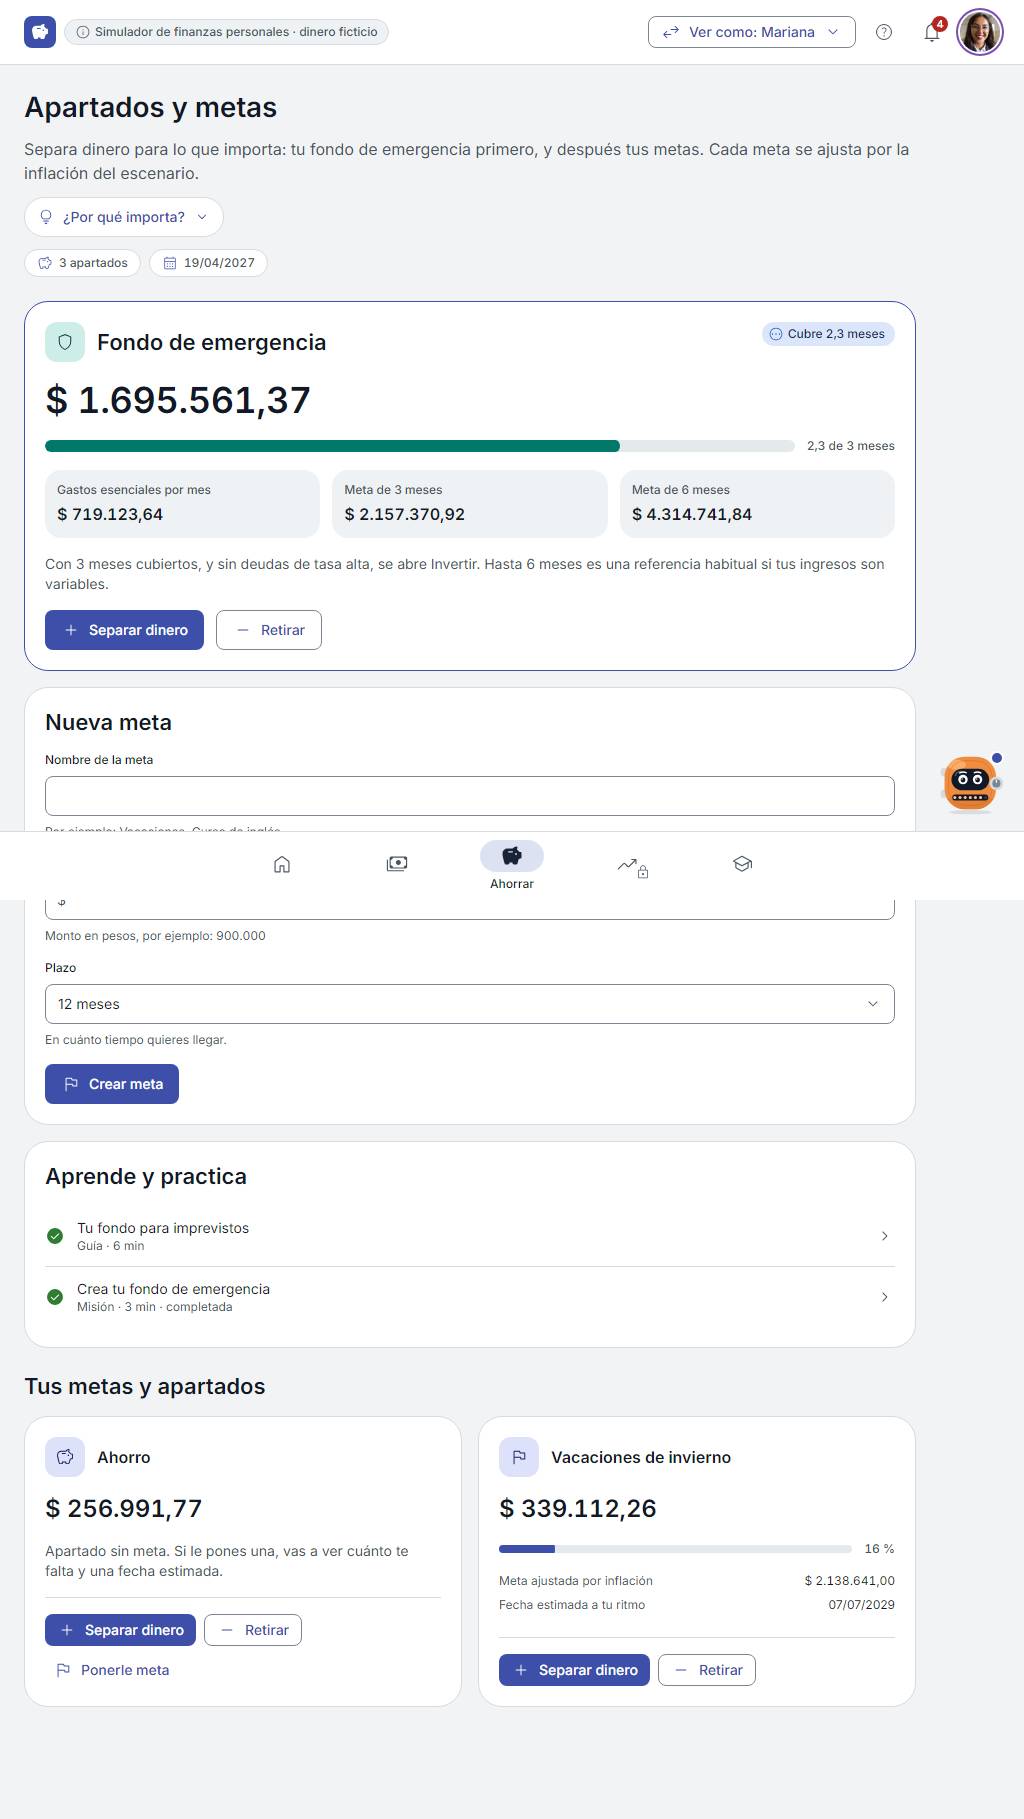 Simulador de finanzas personales · dinero ficticio
Ver como: Mariana
4
Apartados y metas
Separa dinero para lo que importa: tu fondo de emergencia primero, y después tus metas. Cada meta se ajusta por la
inflación del escenario.
¿Por qué importa?
3 apartados
19/04/2027
Fondo de emergencia
Cubre 2,3 meses
$ 1.695.561,37
2,3 de 3 meses
Gastos esenciales por mes
$ 719.123,64
Meta de 3 meses
$ 2.157.370,92
Meta de 6 meses
$ 4.314.741,84
Con 3 meses cubiertos, y sin deudas de tasa alta, se abre Invertir. Hasta 6 meses es una referencia habitual si tus ingresos son
variables.
Separar dinero
Retirar
Nueva meta
Nombre de la meta
Por ejemplo: Vacaciones, Curso de inglés
Ahorrar
$
Monto en pesos, por ejemplo: 900.000
Plazo
12 meses
En cuánto tiempo quieres llegar.
Crear meta
Aprende y practica
Tu fondo para imprevistos
Guía · 6 min
Crea tu fondo de emergencia
Misión · 3 min · completada
Tus metas y apartados
Ahorro
$ 256.991,77
Apartado sin meta. Si le pones una, vas a ver cuánto te
falta y una fecha estimada.
Separar dinero
Retirar
Ponerle meta
Vacaciones de invierno
$ 339.112,26
16 %
Meta ajustada por inflación
$ 2.138.641,00
Fecha estimada a tu ritmo
07/07/2029
Separar dinero
Retirar